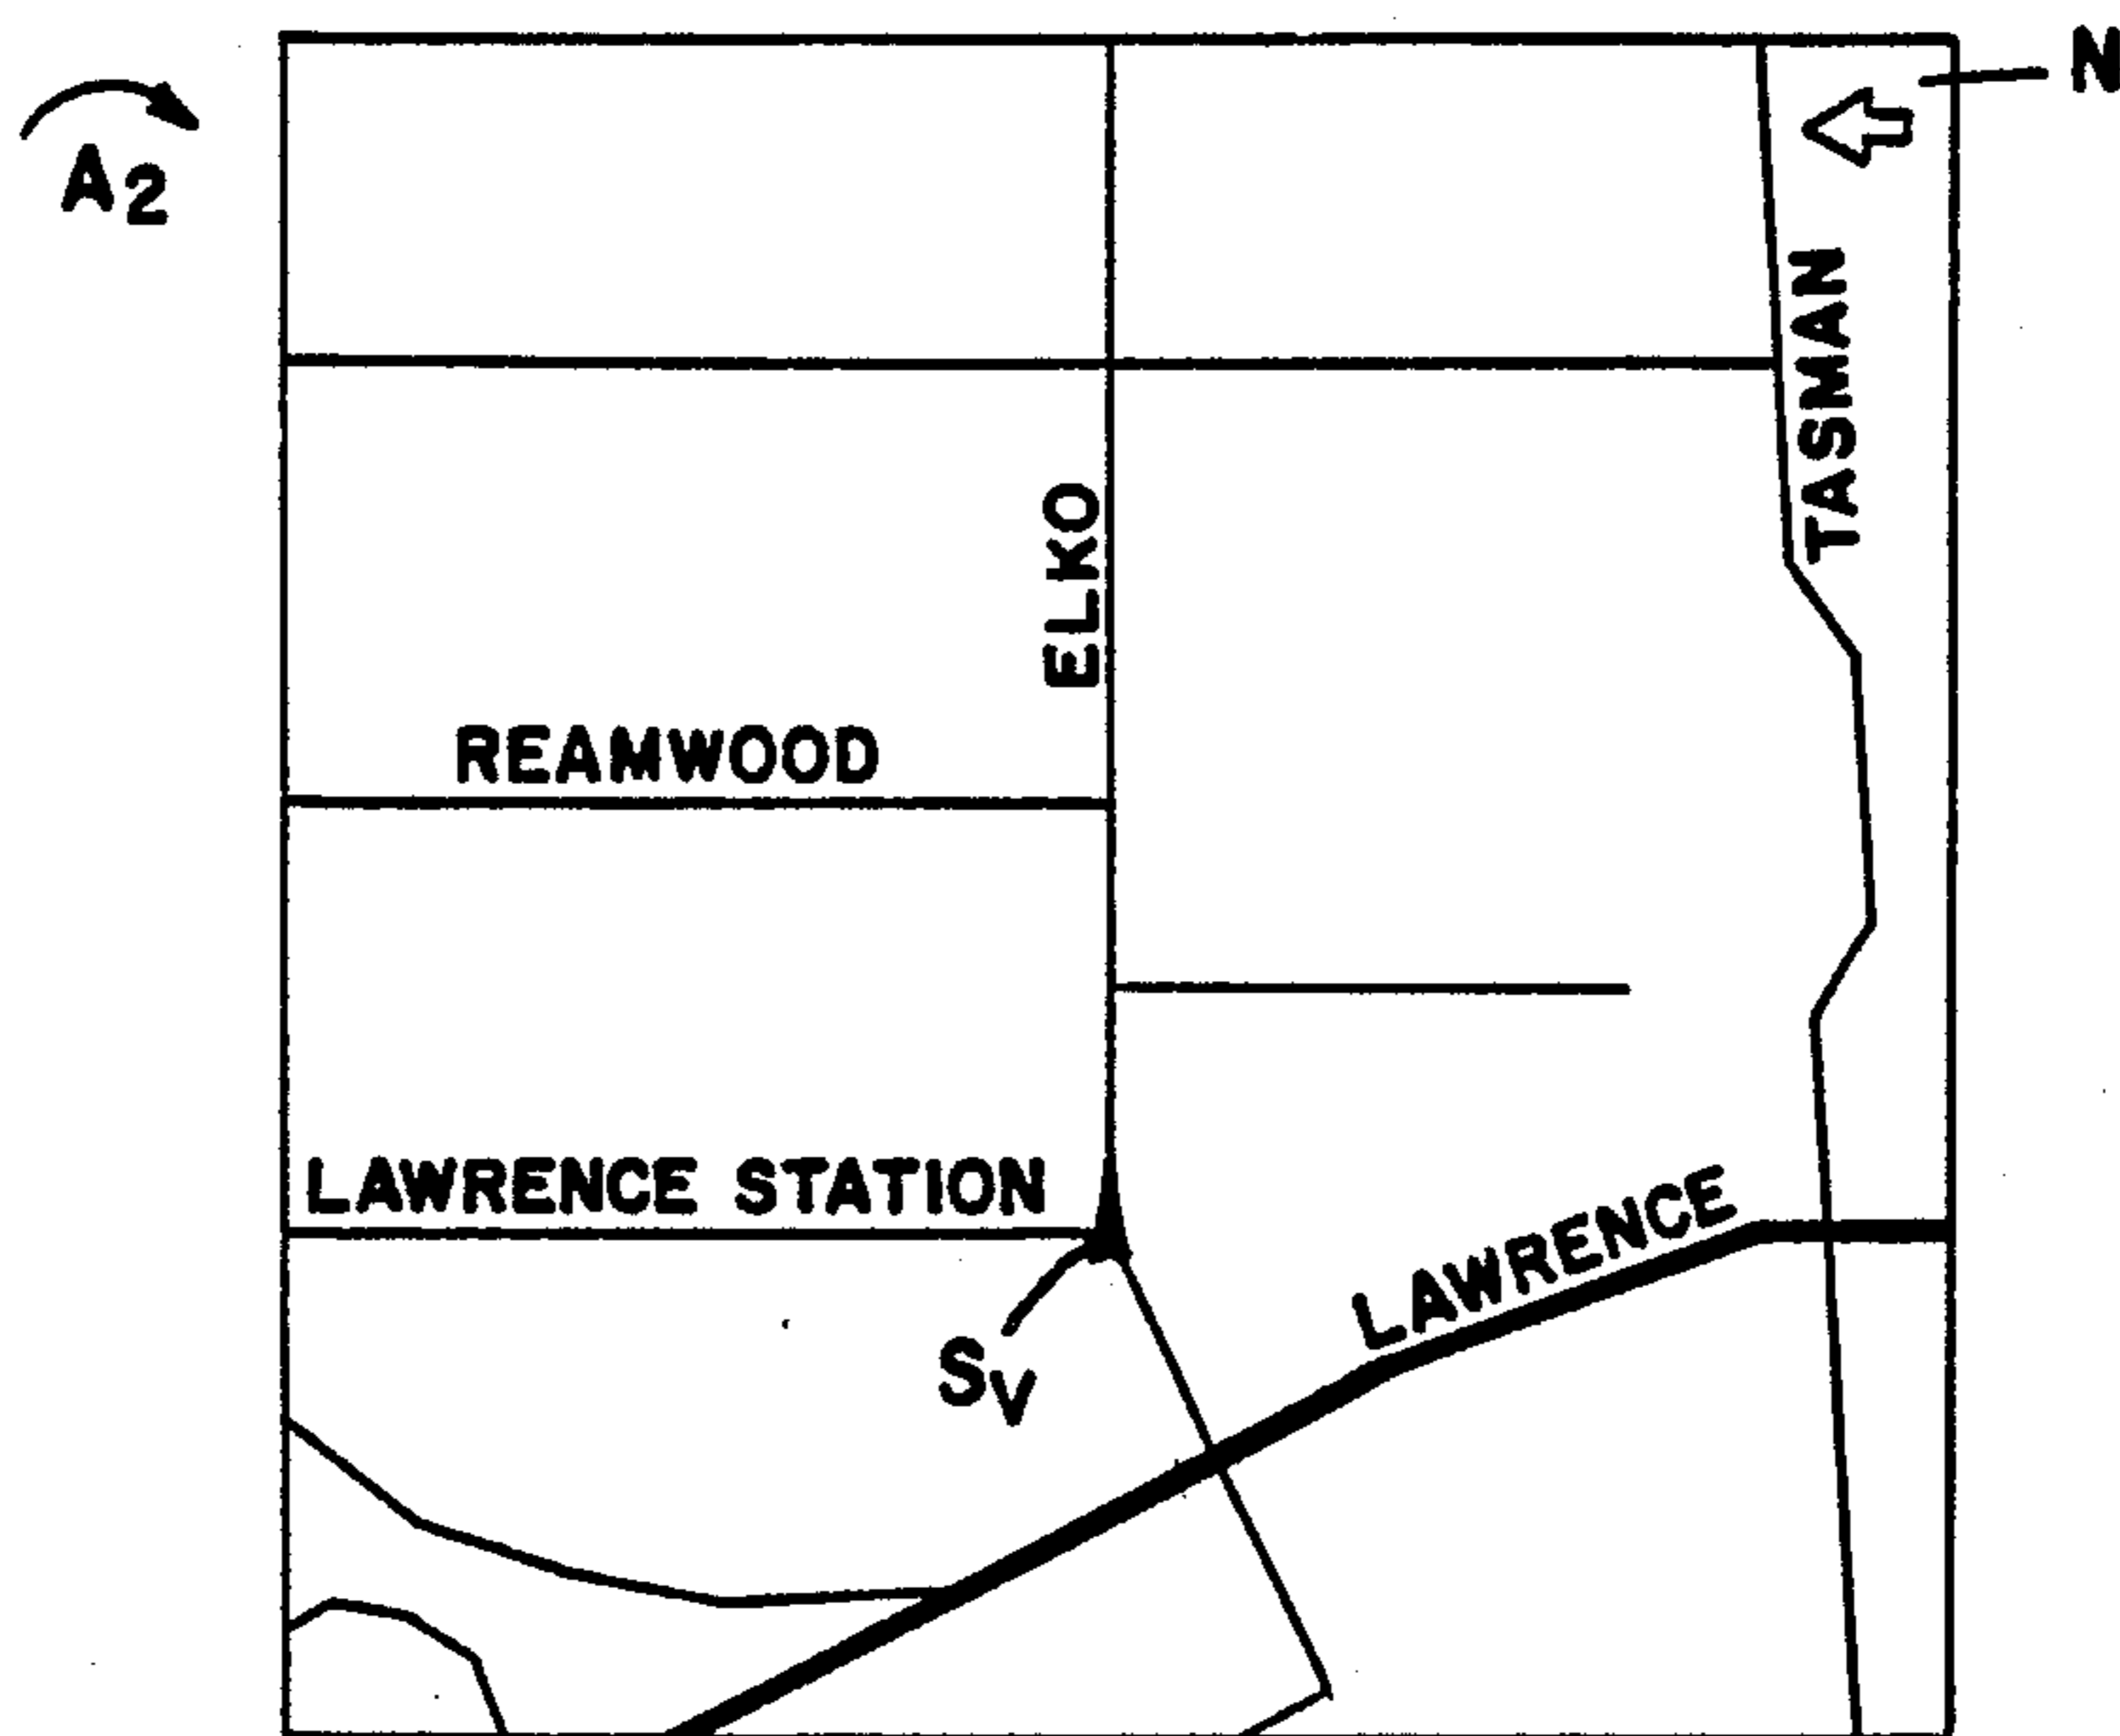 N
A2
TASMAN
ELKO
REAMWOOD
LAWRENCE STATION
LAWRENCE
SV